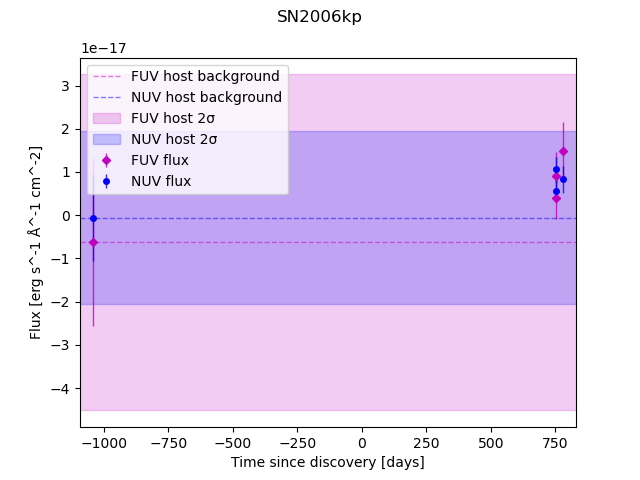 SN2006kp
1e−17
FUV host background
NUV host background
FUV host 2σ
NUV host 2σ
FUV flux
NUV flux
3
2
1
0
−1
−2
−3
−4
Flux [erg s^-1 Å^-1 cm^-2]
−1000 −750 −500 −250 0 250 500 750
Time since discovery [days]